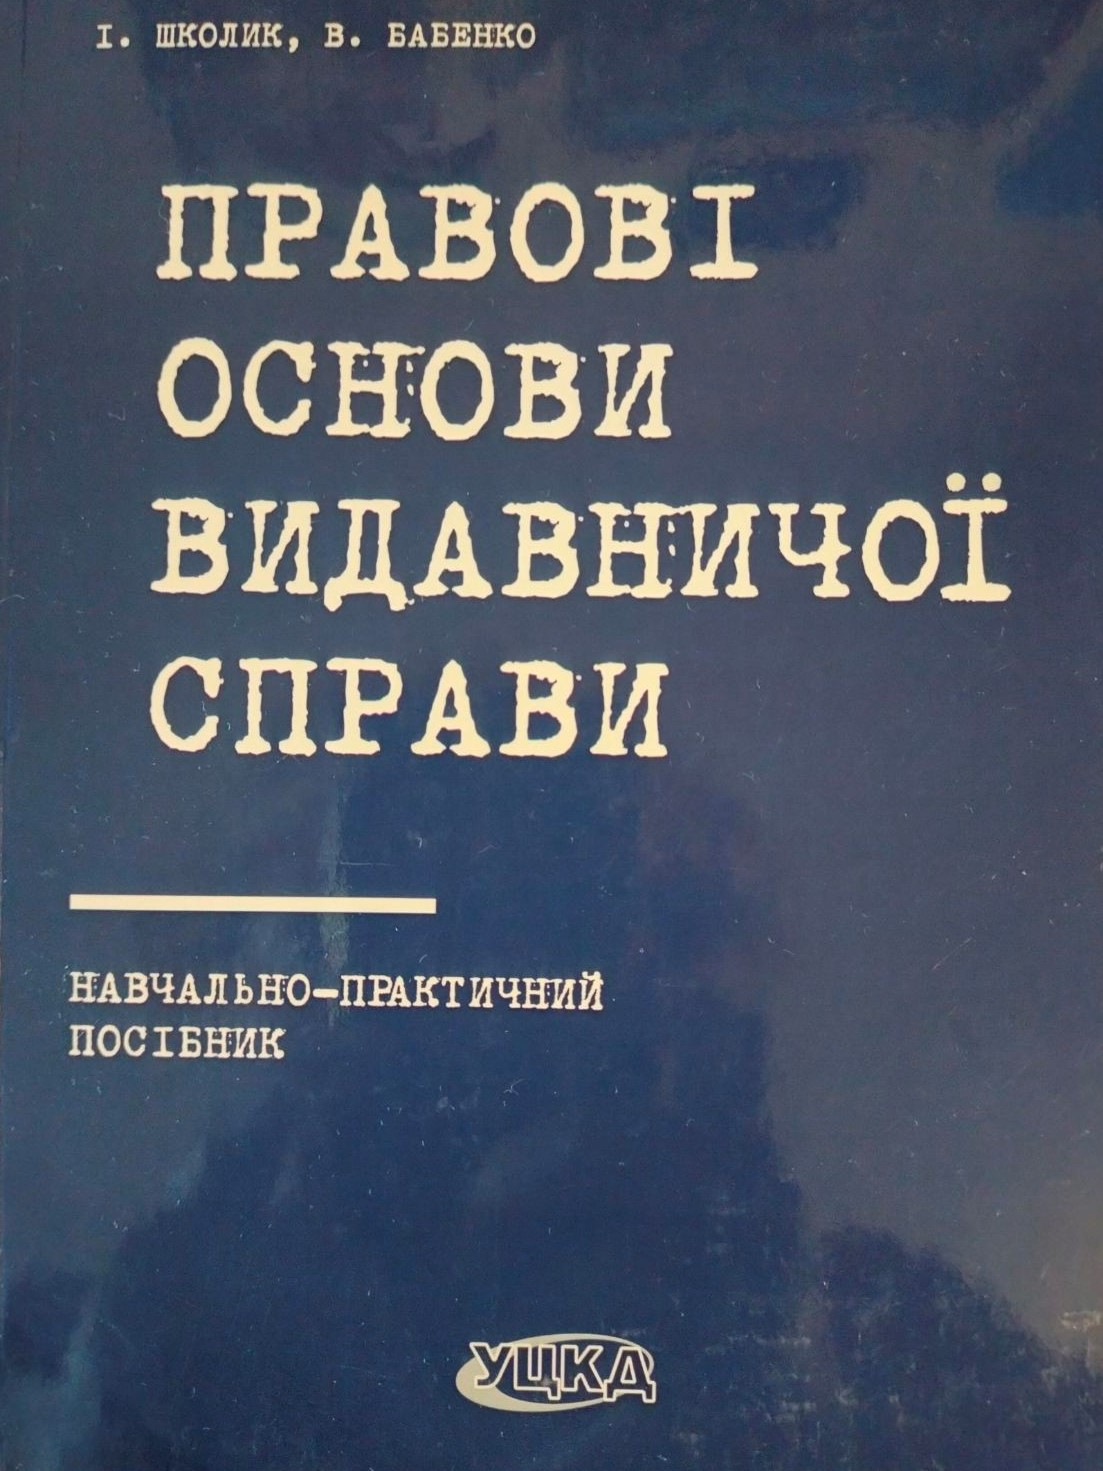 І. ШКОЛИК, В. БАБЕНКО
ПРАВОВІ
ОСНОВИ
ВИДАВНИЧОЇ
СПРАВИ
НАВЧАЛЬНО-ПРАКТИЧНИЙ
ПОСІБНИК
УЦКД